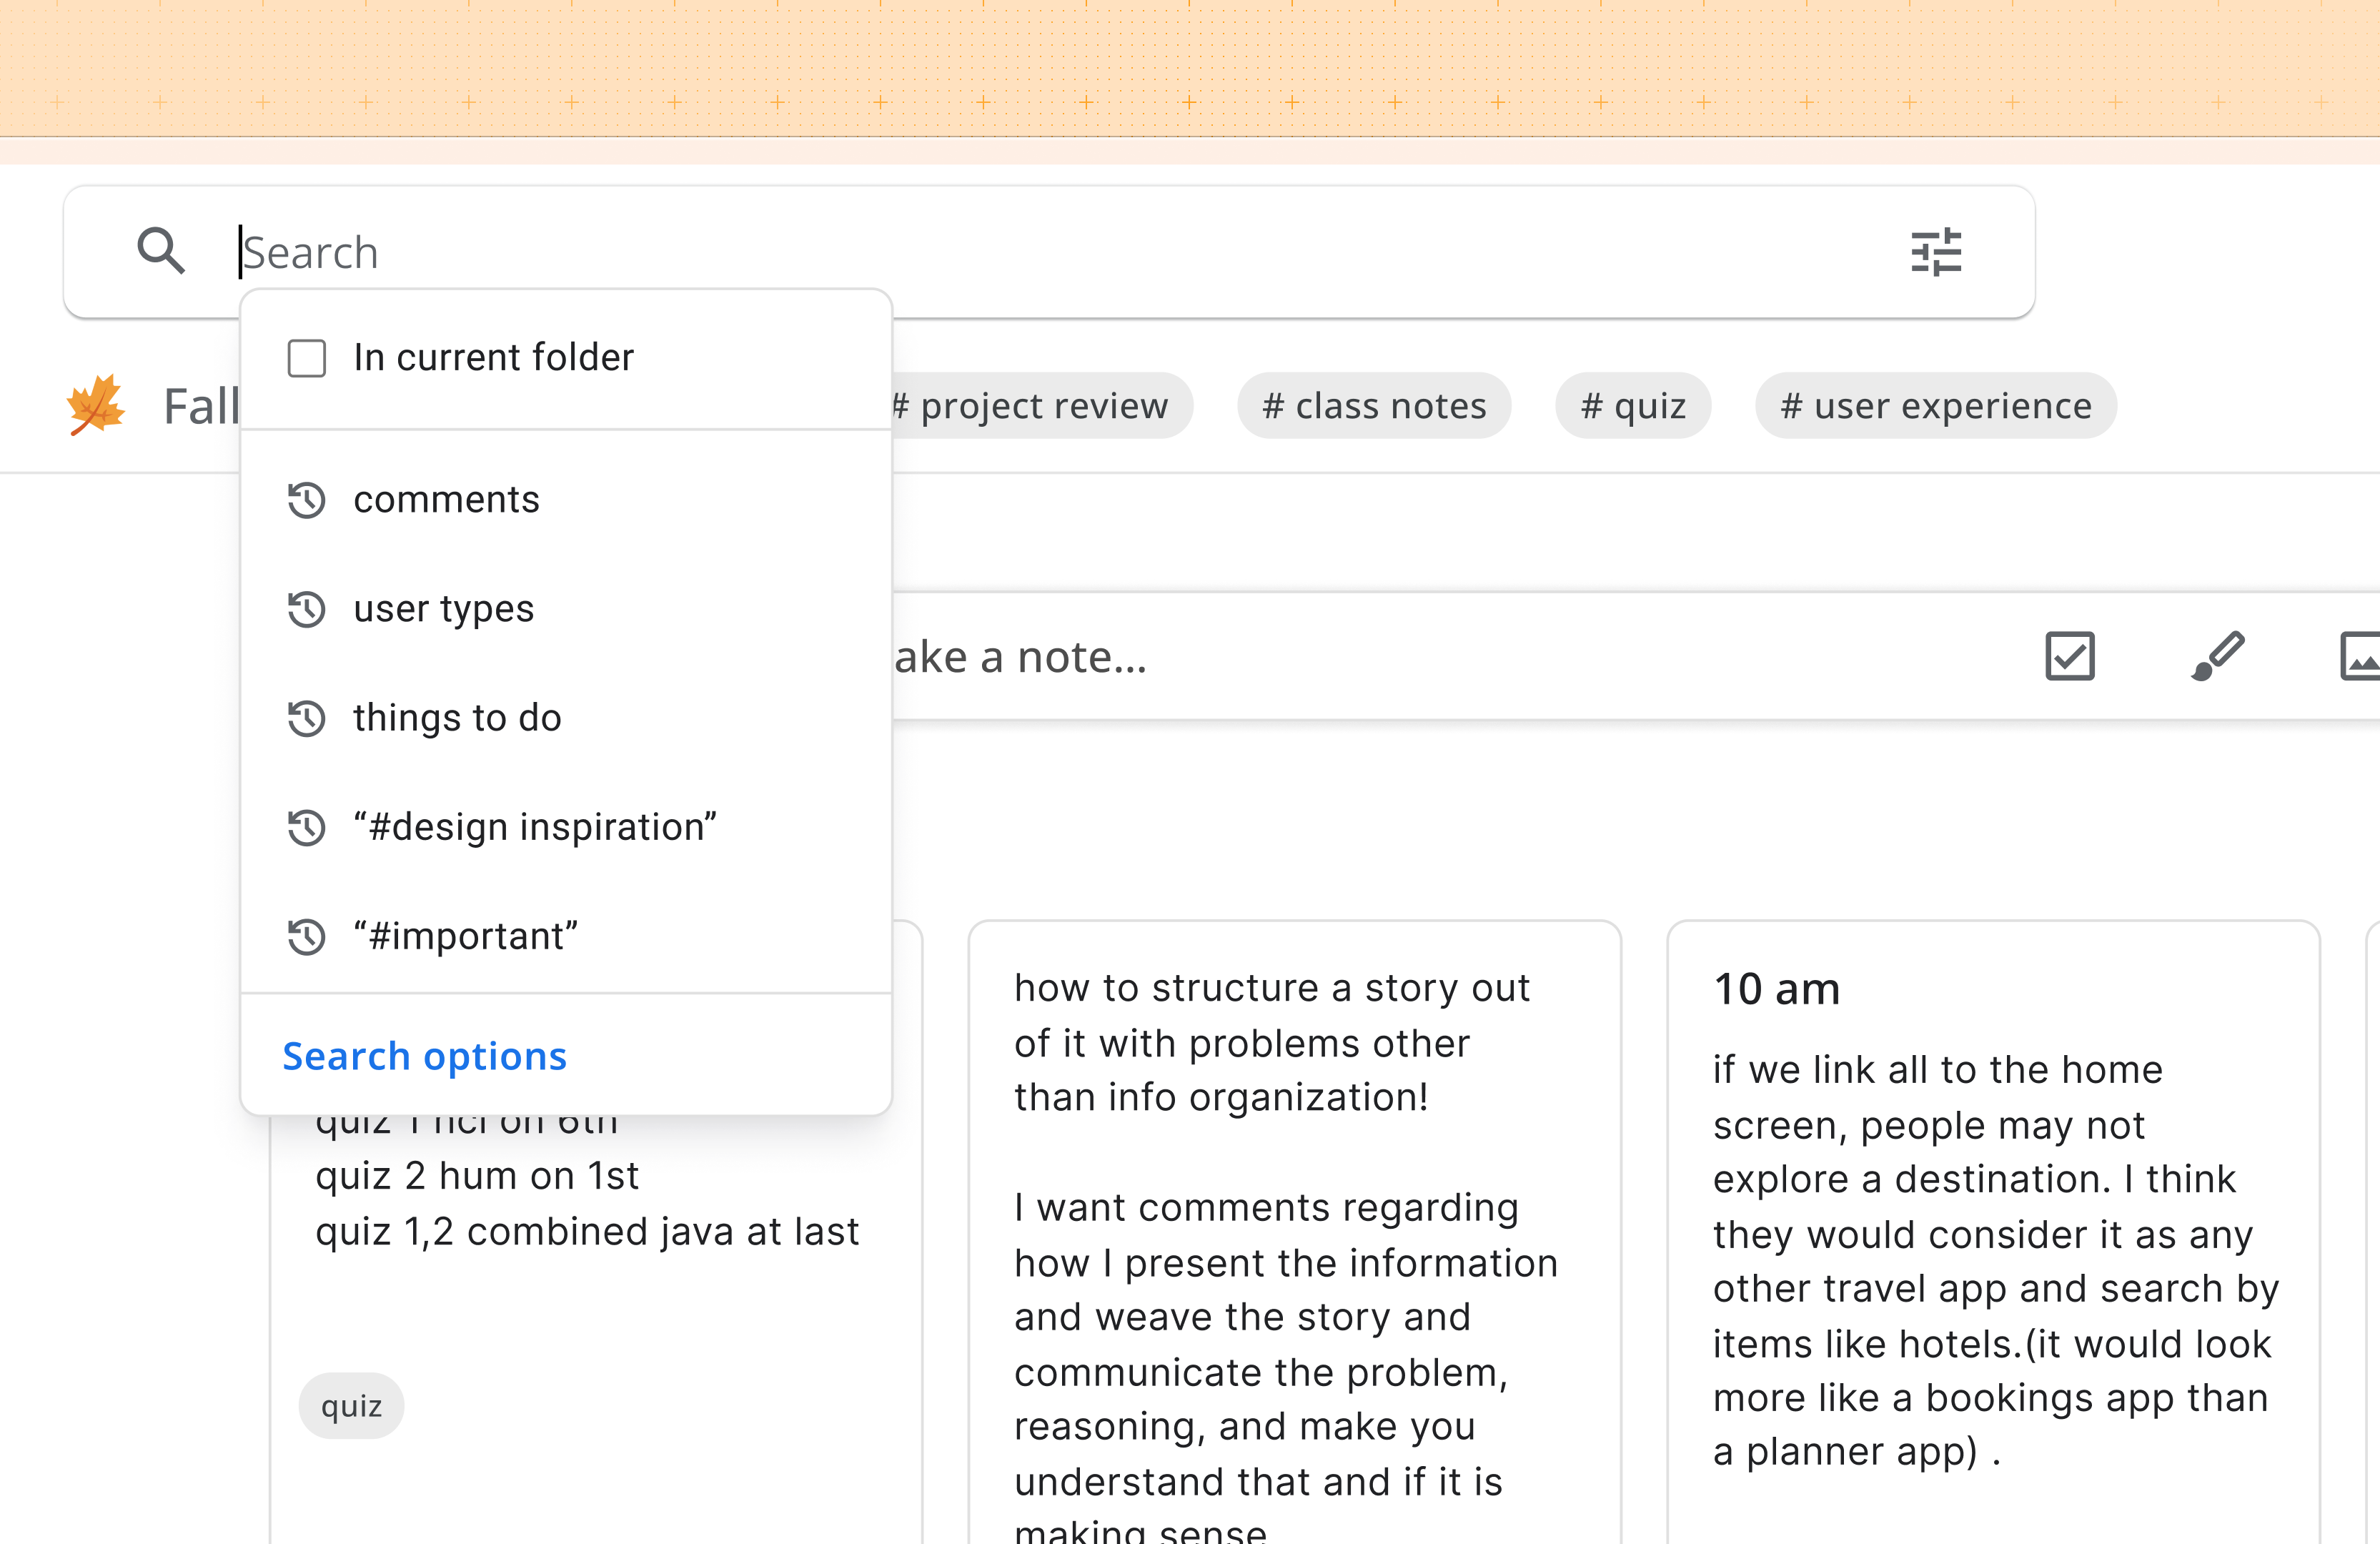 Search
In current folder
Fall
# project review
# class notes
# quiz
# user experience
comments
user types
ake a note...
things to do
“#design inspiration”
“#important”
Search options
quiz 1 hci on 6th
quiz 2 hum on 1st
quiz 1,2 combined java at last
quiz
how to structure a story out
of it with problems other
than info organization!
I want comments regarding
how I present the information
and weave the story and
communicate the problem,
reasoning, and make you
understand that and if it is
making sense
10 am
if we link all to the home
screen, people may not
explore a destination. I think
they would consider it as any
other travel app and search by
items like hotels.(it would look
more like a bookings app than
a planner app) .